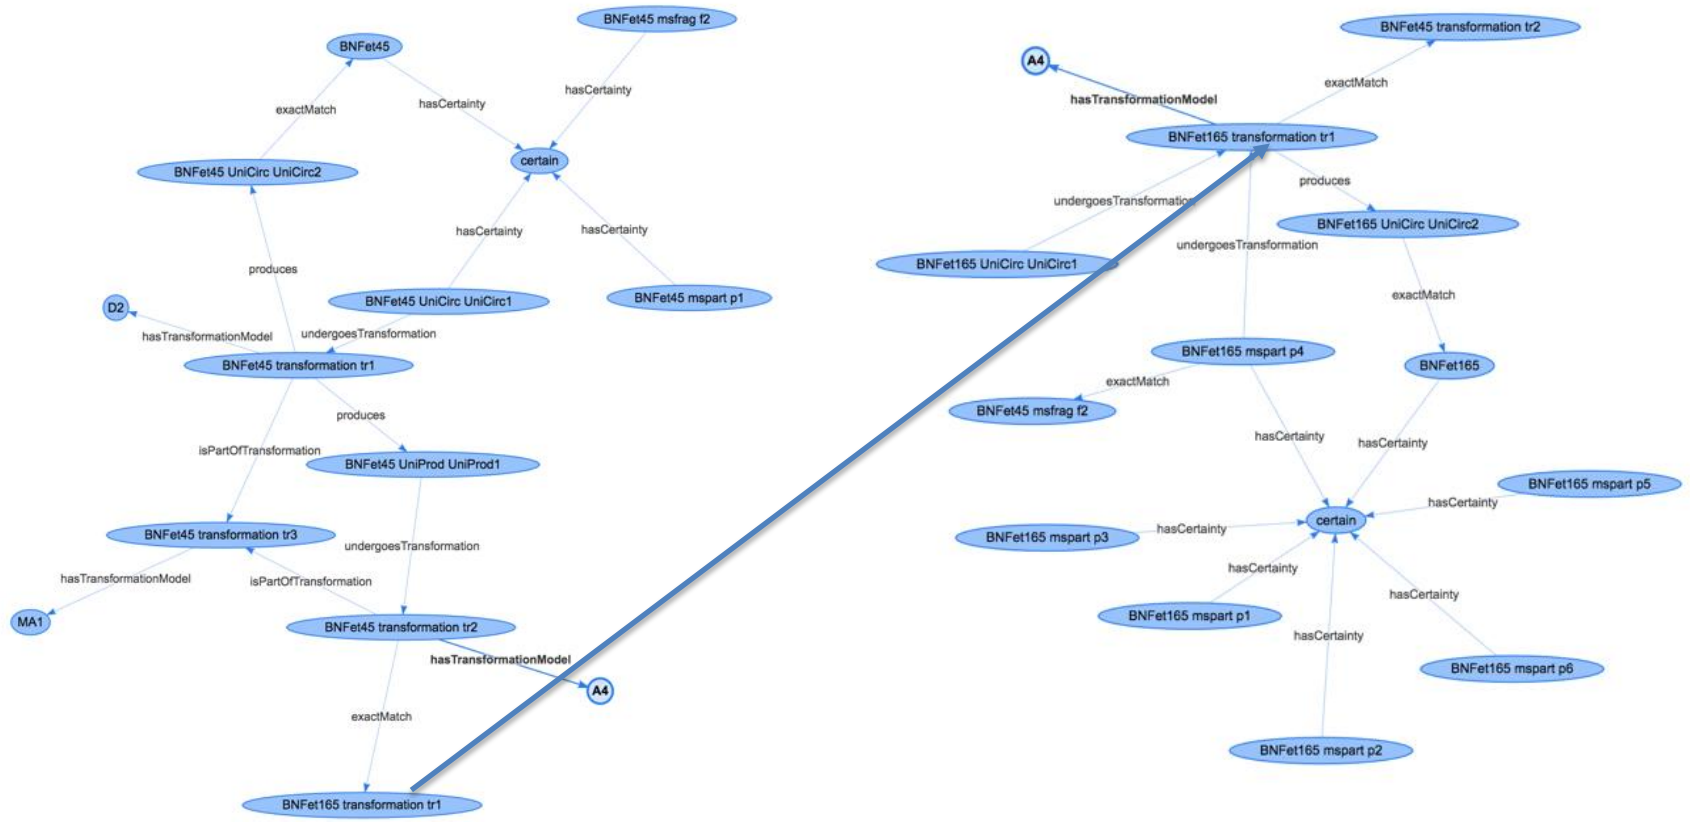 BNFet45 msfrag f2
BNFet45
hasCertainty
hasCertainty
exactMatch
certain
BNFet45 UniCirc UniCirc2
hasCertainty
hasCertainty
produces
BNFet45 UniCirc UniCirc1
BNFet45 mspart p1
D2
hasTransformationModel
undergoesTransformation
BNFet45 transformation tr1
produces
isPartOfTransformation
BNFet45 UniProd UniProd1
BNFet45 transformation tr3
undergoesTransformation
hasTransformationModel
isPartOfTransformation
MA1
BNFet45 transformation tr2
hasTransformationModel
A4
exactMatch
BNFet165 transformation tr1
BNFet45 transformation tr2
A4
exactMatch
hasTransformationModel
BNFet165 transformation tr1
produces
undergoesTransformation
BNFet165 UniCirc UniCirc2
undergoesTransformation
BNFet165 UniCirc UniCirc1
exactMatch
BNFet165 mspart p4
BNFet165
exactMatch
BNFet45 msfrag f2
hasCertainty
hasCertainty
BNFet165 mspart p5
hasCertainty
certain
BNFet165 mspart p3
hasCertainty
hasCertainty
hasCertainty
BNFet165 mspart p1
hasCertainty
BNFet165 mspart p6
BNFet165 mspart p2